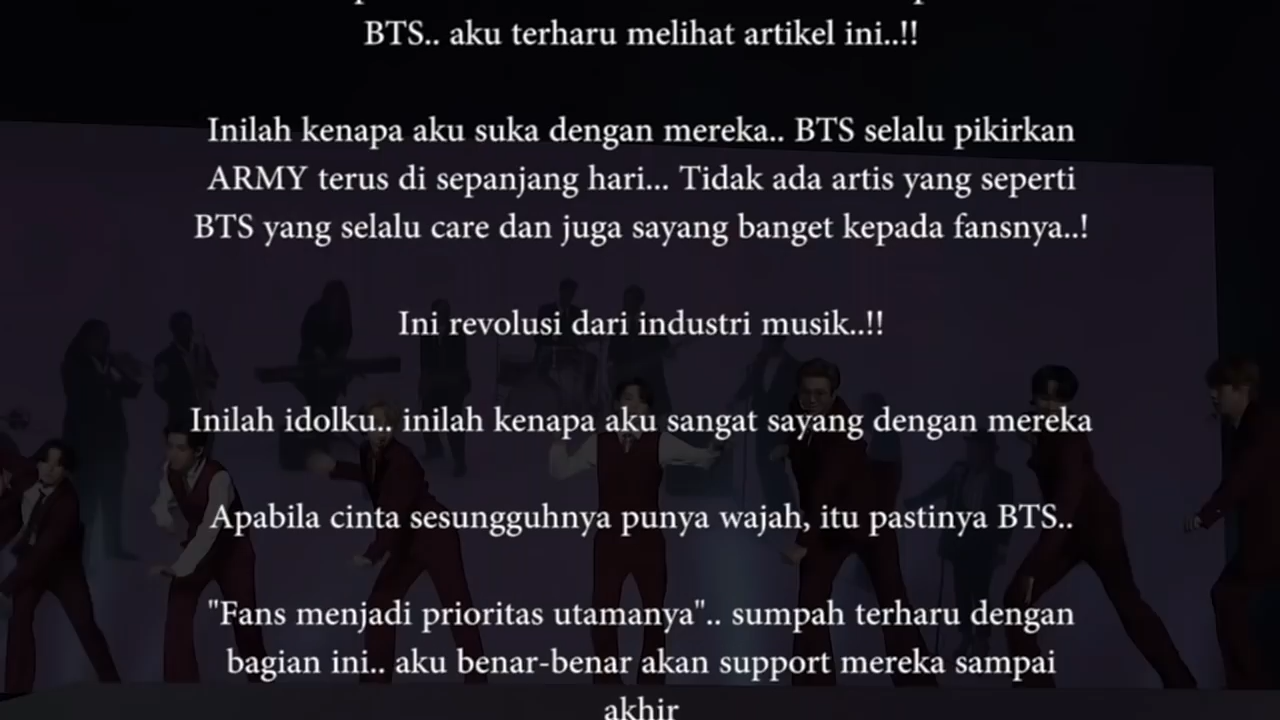 BTS.. aku terharu melihat artikel ini..!!
Inilah kenapa aku suka dengan mereka.. BTS selalu pikirkan
ARMY terus di sepanjang hari... Tidak ada artis yang seperti
BTS yang selalu care dan juga sayang banget kepada fansnya..!
Ini revolusi dari industri musik..!!
Inilah idolku.. inilah kenapa aku sangat sayang dengan mereka
Apabila cinta sesungguhnya punya wajah, itu pastinya BTS..
"Fans menjadi prioritas utamanya".. sumpah terharu dengan
bagian ini.. aku benar-benar akan support mereka sampai
akhir